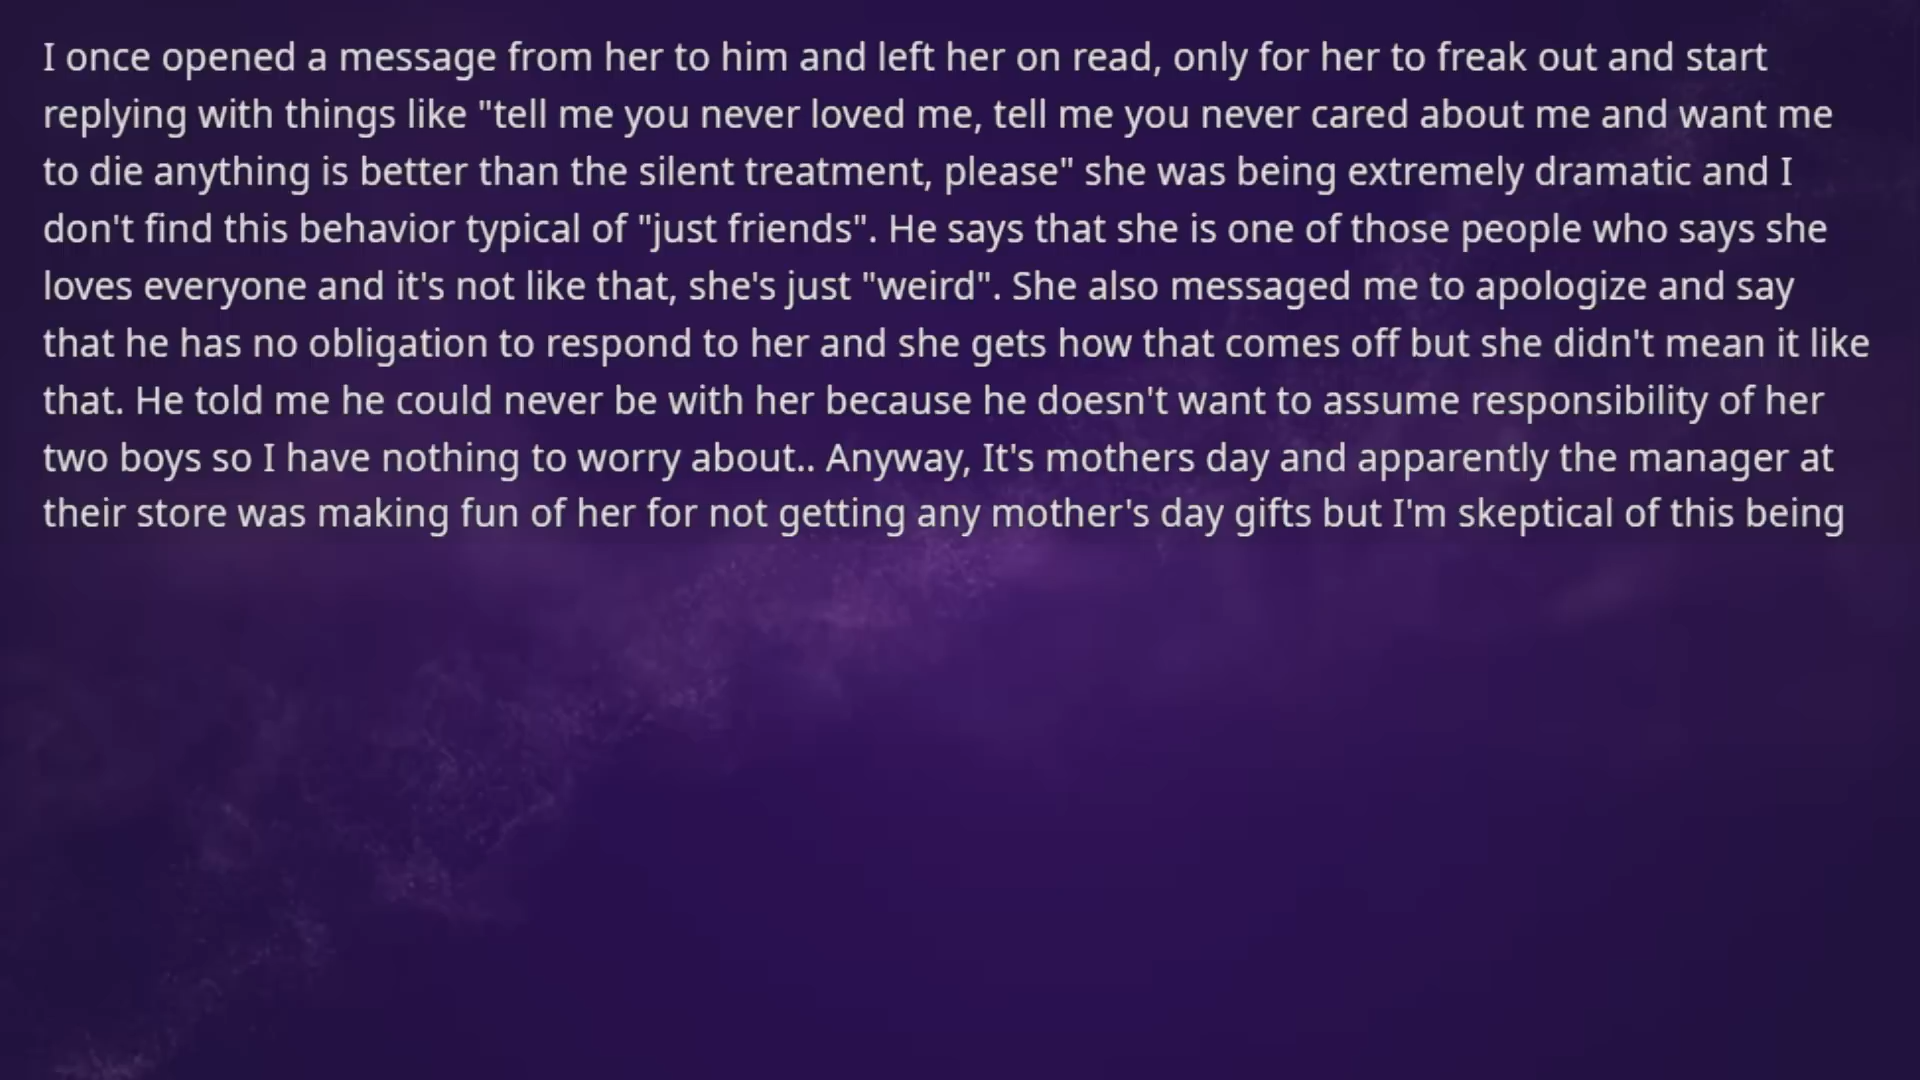 I once opened a message from her to him and left her on read, only for her to freak out and start
replying with things like "tell me you never loved me, tell me you never cared about me and want me
to die anything is better than the silent treatment, please" she was being extremely dramatic and I
don't find this behavior typical of "just friends". He says that she is one of those people who says she
loves everyone and it's not like that, she's just "weird". She also messaged me to apologize and say
that he has no obligation to respond to her and she gets how that comes off but she didn't mean it like
that. He told me he could never be with her because he doesn't want to assume responsibility of her
two boys so I have nothing to worry about.. Anyway, It's mothers day and apparently the manager at
their store was making fun of her for not getting any mother's day gifts but I'm skeptical of this being